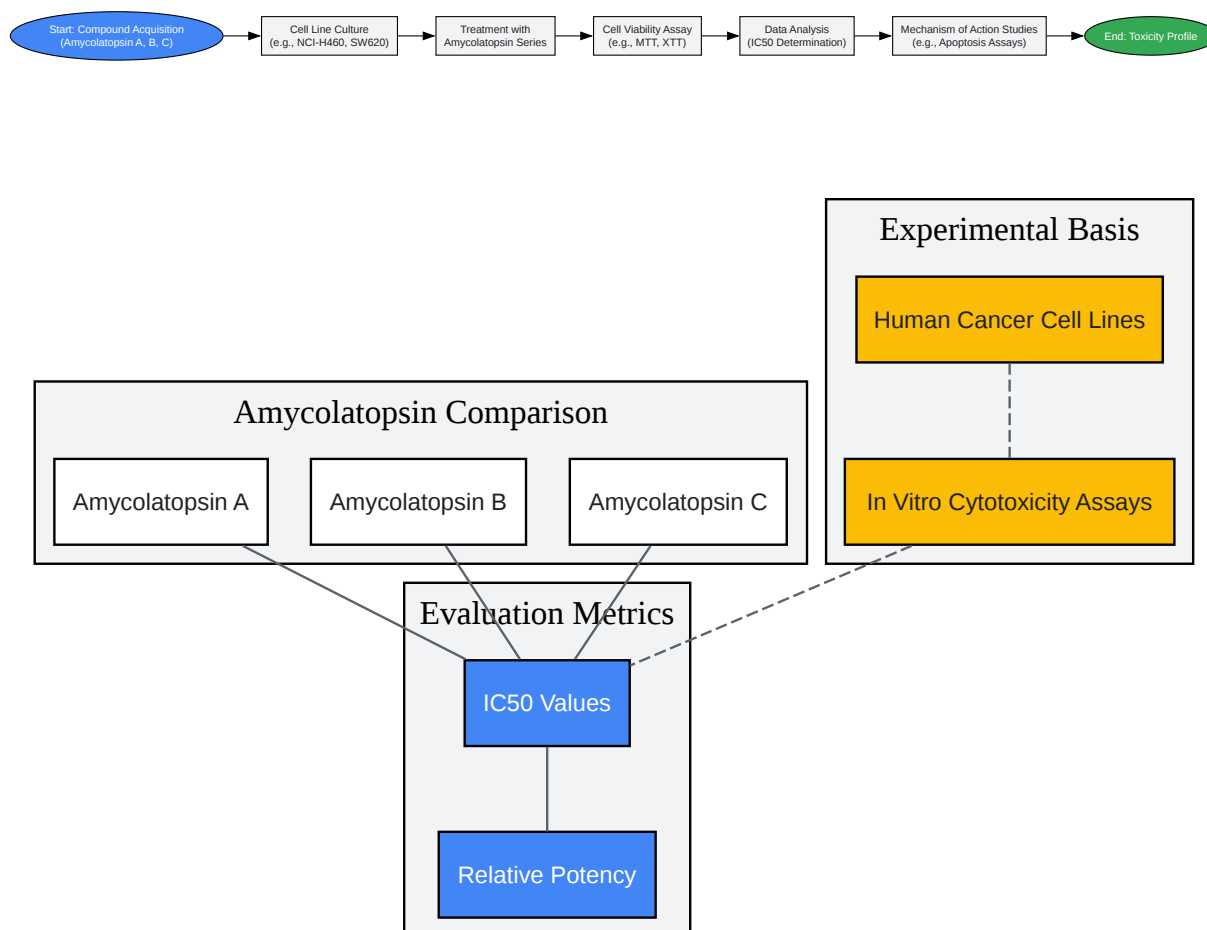 Start: Compound Acquisition
(Amycolatopsin A, B, C)
Cell Line Culture
(e.g., NCI-H460, SW620)
Treatment with
Amycolatopsin Series
Cell Viability Assay
(e.g., MTT, XTT)
Data Analysis
(IC50 Determination)
Mechanism of Action Studies
(e.g., Apoptosis Assays)
End: Toxicity Profile
Experimental Basis
Human Cancer Cell Lines
In Vitro Cytotoxicity Assays
Amycolatopsin Comparison
Amycolatopsin A
Amycolatopsin B
Amycolatopsin C
Evaluation Metrics
IC50 Values
Relative Potency